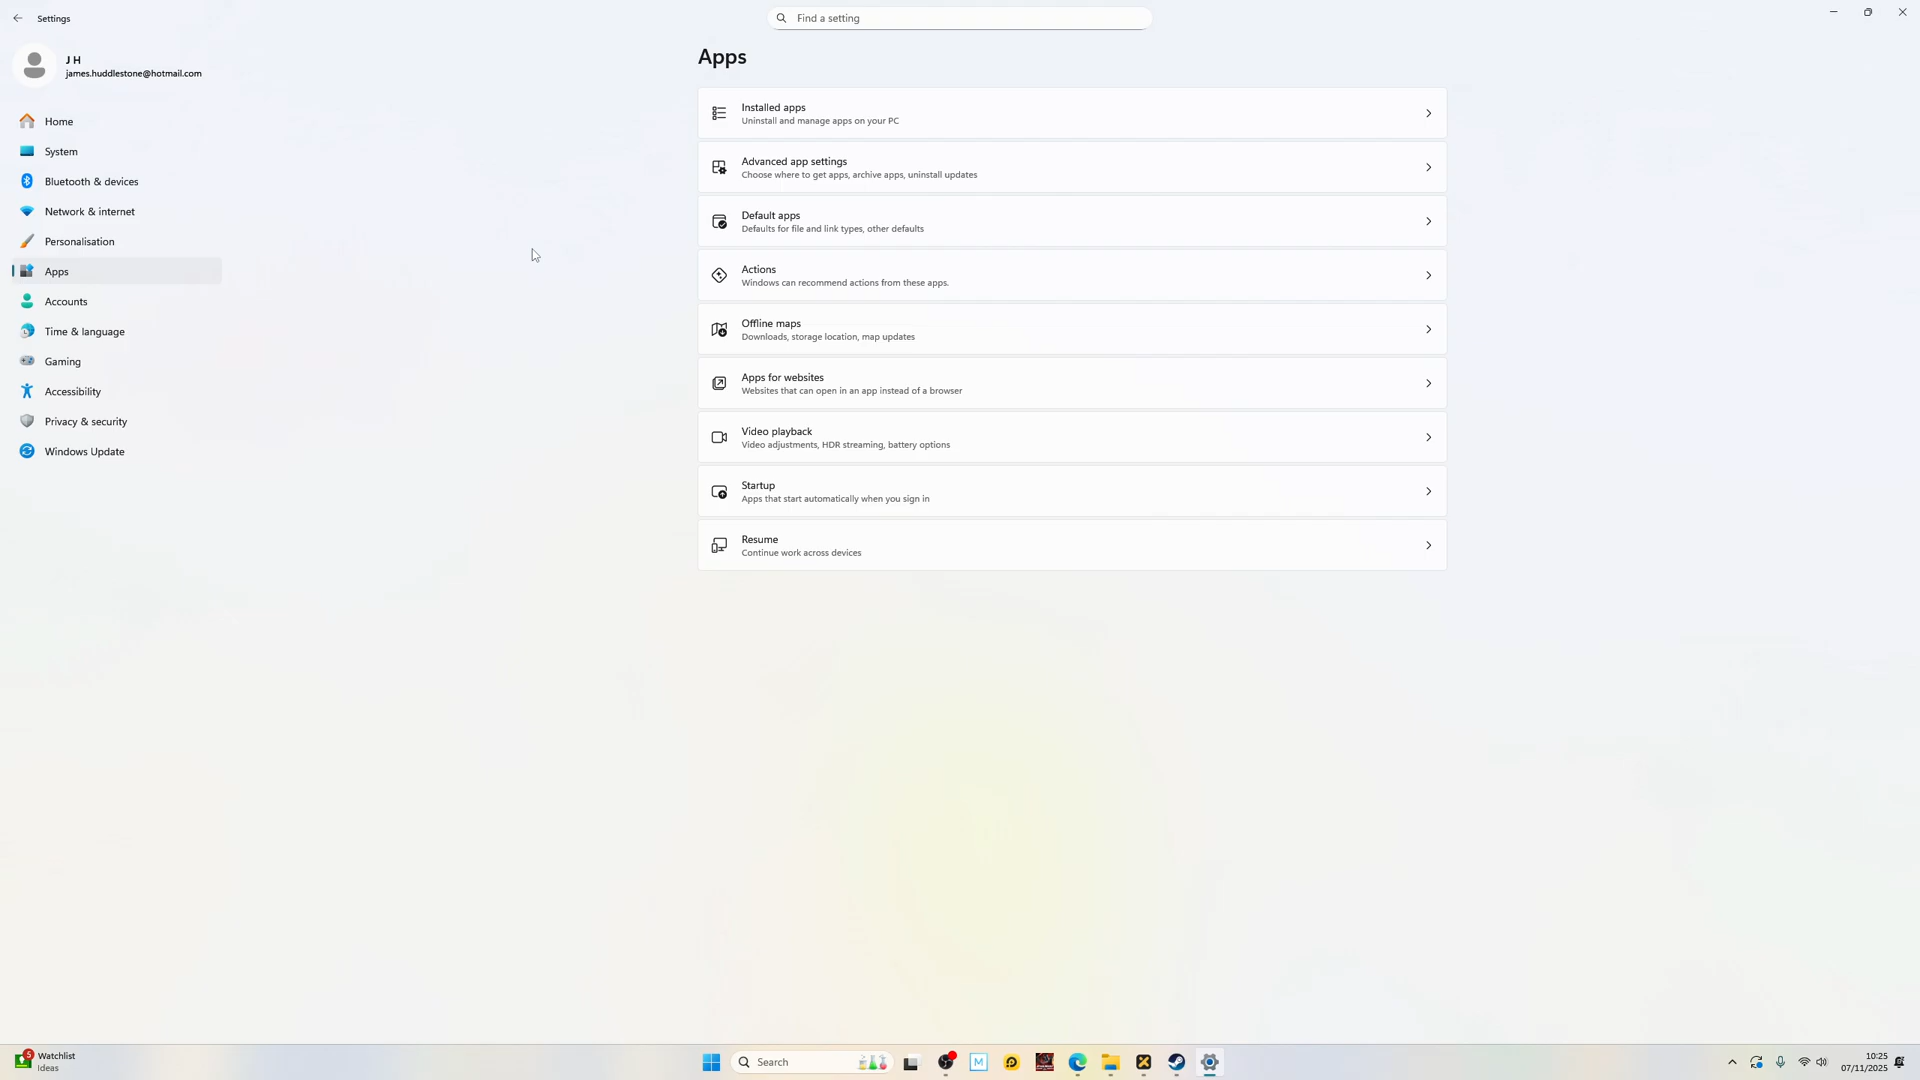 Settings
Find a setting
J H
james.huddlestone@hotmail.com
Home
System
Bluetooth & devices
Network & internet
Personalisation
Apps
Accounts
Time & language
Gaming
Accessibility
Privacy & security
Windows Update
Apps
Installed apps
Uninstall and manage apps on your PC
Advanced app settings
Choose where to get apps, archive apps, uninstall updates
Default apps
Defaults for file and link types, other defaults
Actions
Windows can recommend actions from these apps.
Offline maps
Downloads, storage location, map updates
Apps for websites
Websites that can open in an app instead of a browser
Video playback
Video adjustments, HDR streaming, battery options
Startup
Apps that start automatically when you sign in
Resume
Continue work across devices
5
Watchlist
Ideas
Search
M
10:25
07/11/2025